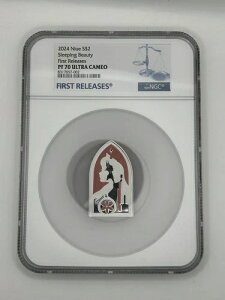 2024 Niue S$2
Sleeping Beauty
First Releases
PF 70 ULTRA CAMEO
FIRST RELEASES®
NGC®